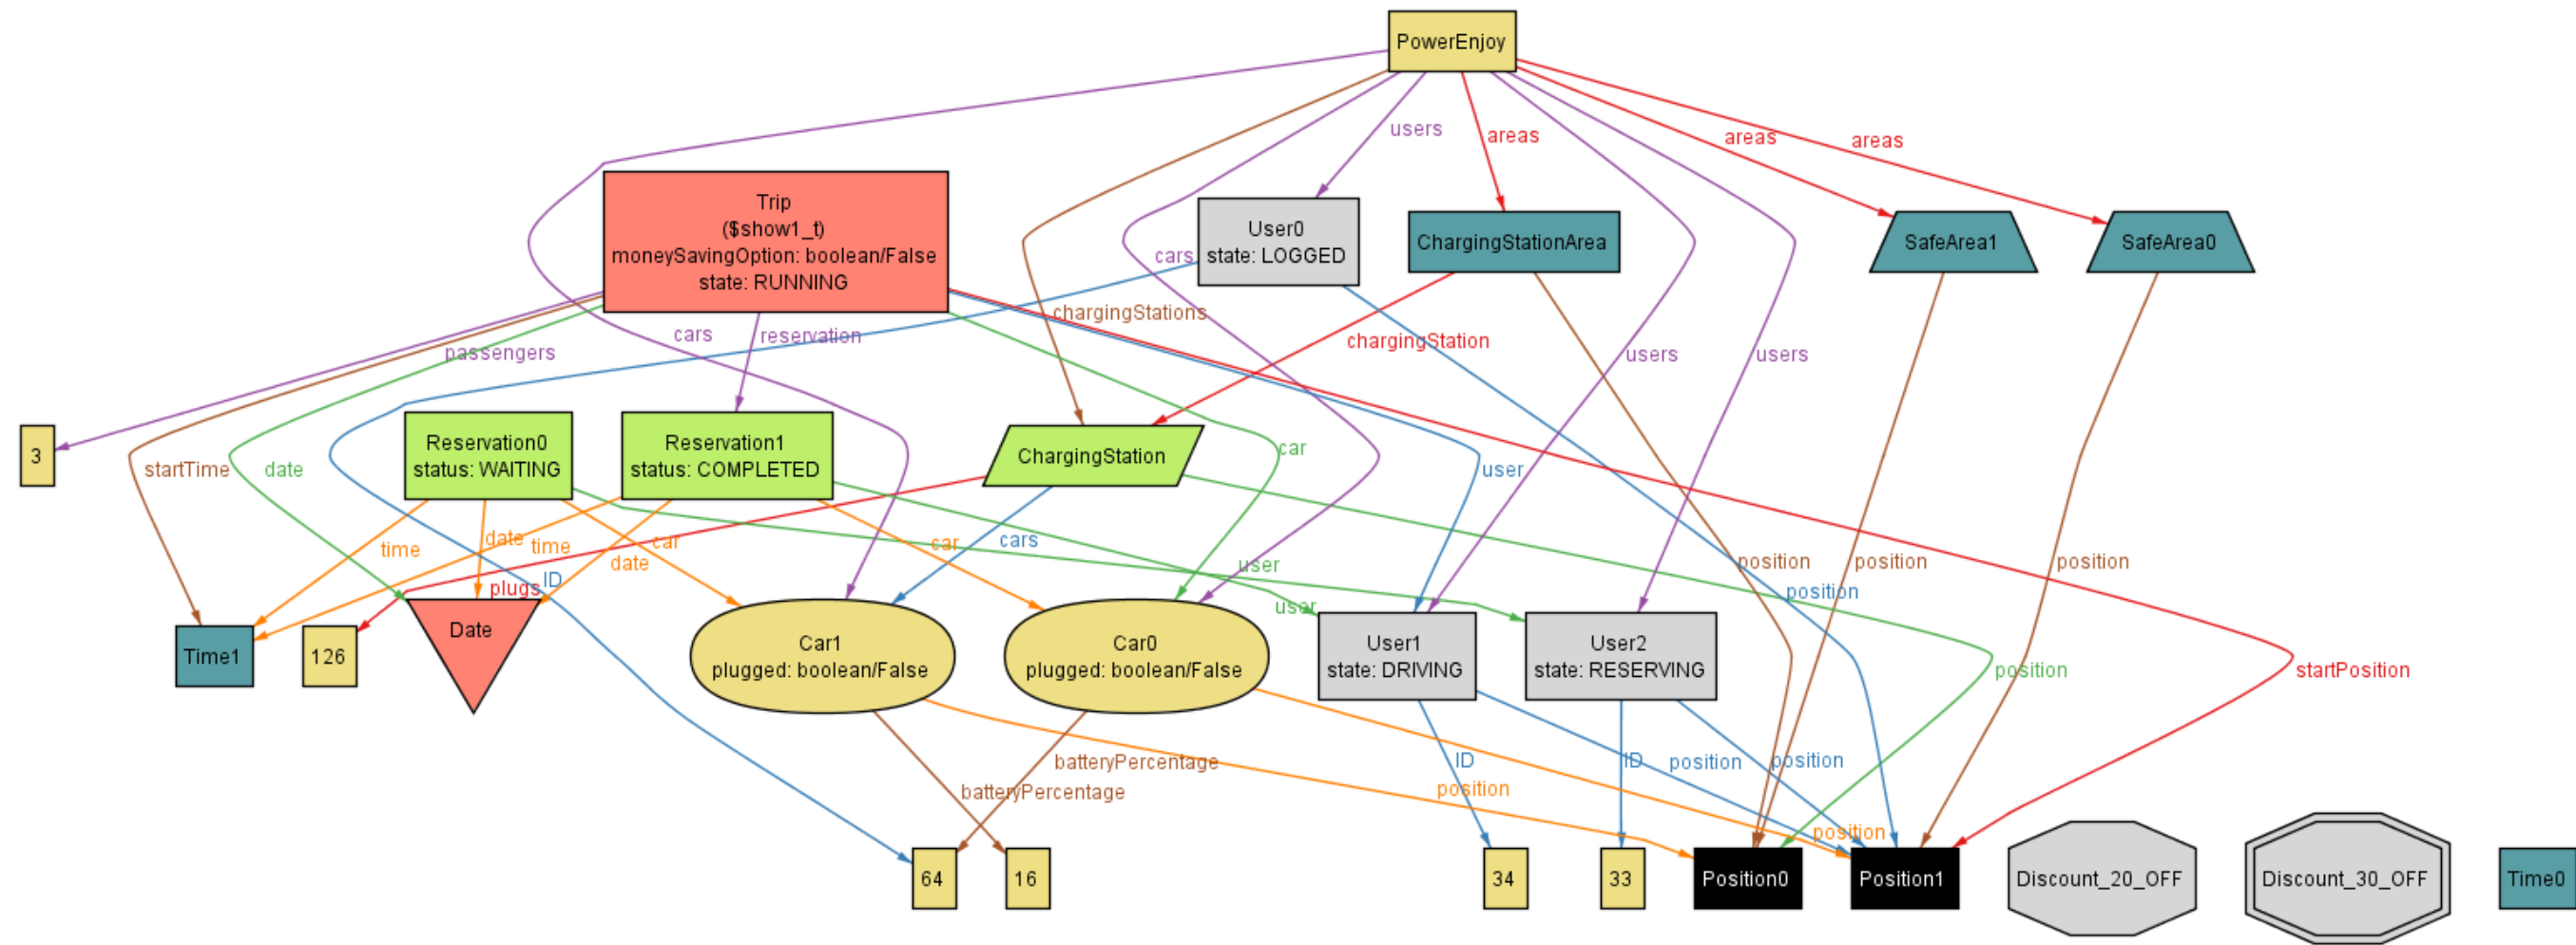 PowerEnjoy
users
areas
areas
areas
Trip
($show1_t)
moneySavingOption: boolean/False
state: RUNNING
User0
state: LOGGED
ChargingStationArea
SafeArea1
SafeArea0
cars
chargingStations
cars
reservation
chargingStation
passengers
users
users
3
startTime
date
Reservation0
status: WAITING
Reservation1
status: COMPLETED
ChargingStation
car
user
time
date
time
car
date
car
cars
user
user
position
position
position
position
plugs
ID
Time1
126
Date
Car1
plugged: boolean/False
Car0
plugged: boolean/False
User1
state: DRIVING
User2
state: RESERVING
position
startPosition
batteryPercentage
batteryPercentage
ID
ID
position
position
position
position
64
16
34
33
Position0
Position1
Discount_20_OFF
Discount_30_OFF
Time0